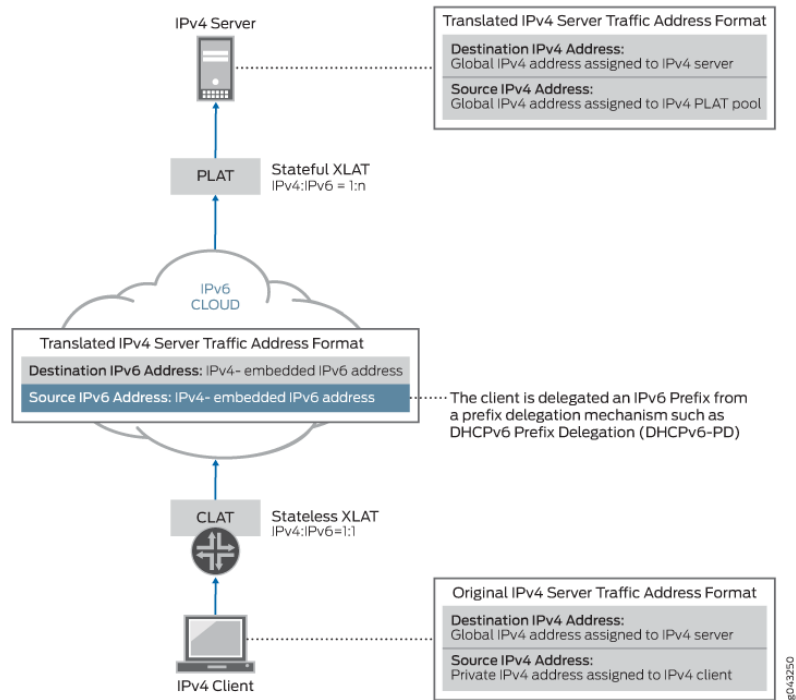 IPv4 Server
Translated IPv4 Server Traffic Address Format
Destination IPv4 Address:
Global IPv4 address assigned to IPv4 server
Source IPv4 Address:
Global IPv4 address assigned to IPv4 PLAT pool
PLAT
Stateful XLAT
IPv4:IPv6 = 1:n
IPv6
CLOUD
Translated IPv4 Server Traffic Address Format
Destination IPv6 Address: IPv4- embedded IPv6 address
Source IPv6 Address: IPv4- embedded IPv6 address
The client is delegated an IPv6 Prefix from
a prefix delegation mechanism such as
DHCPv6 Prefix Delegation (DHCPv6-PD)
CLAT
Stateless XLAT
IPv4:IPv6=1:1
Original IPv4 Server Traffic Address Format
Destination IPv4 Address:
Global IPv4 address assigned to IPv4 server
Source IPv4 Address:
Private IPv4 address assigned to IPv4 client
IPv4 Client
g043250